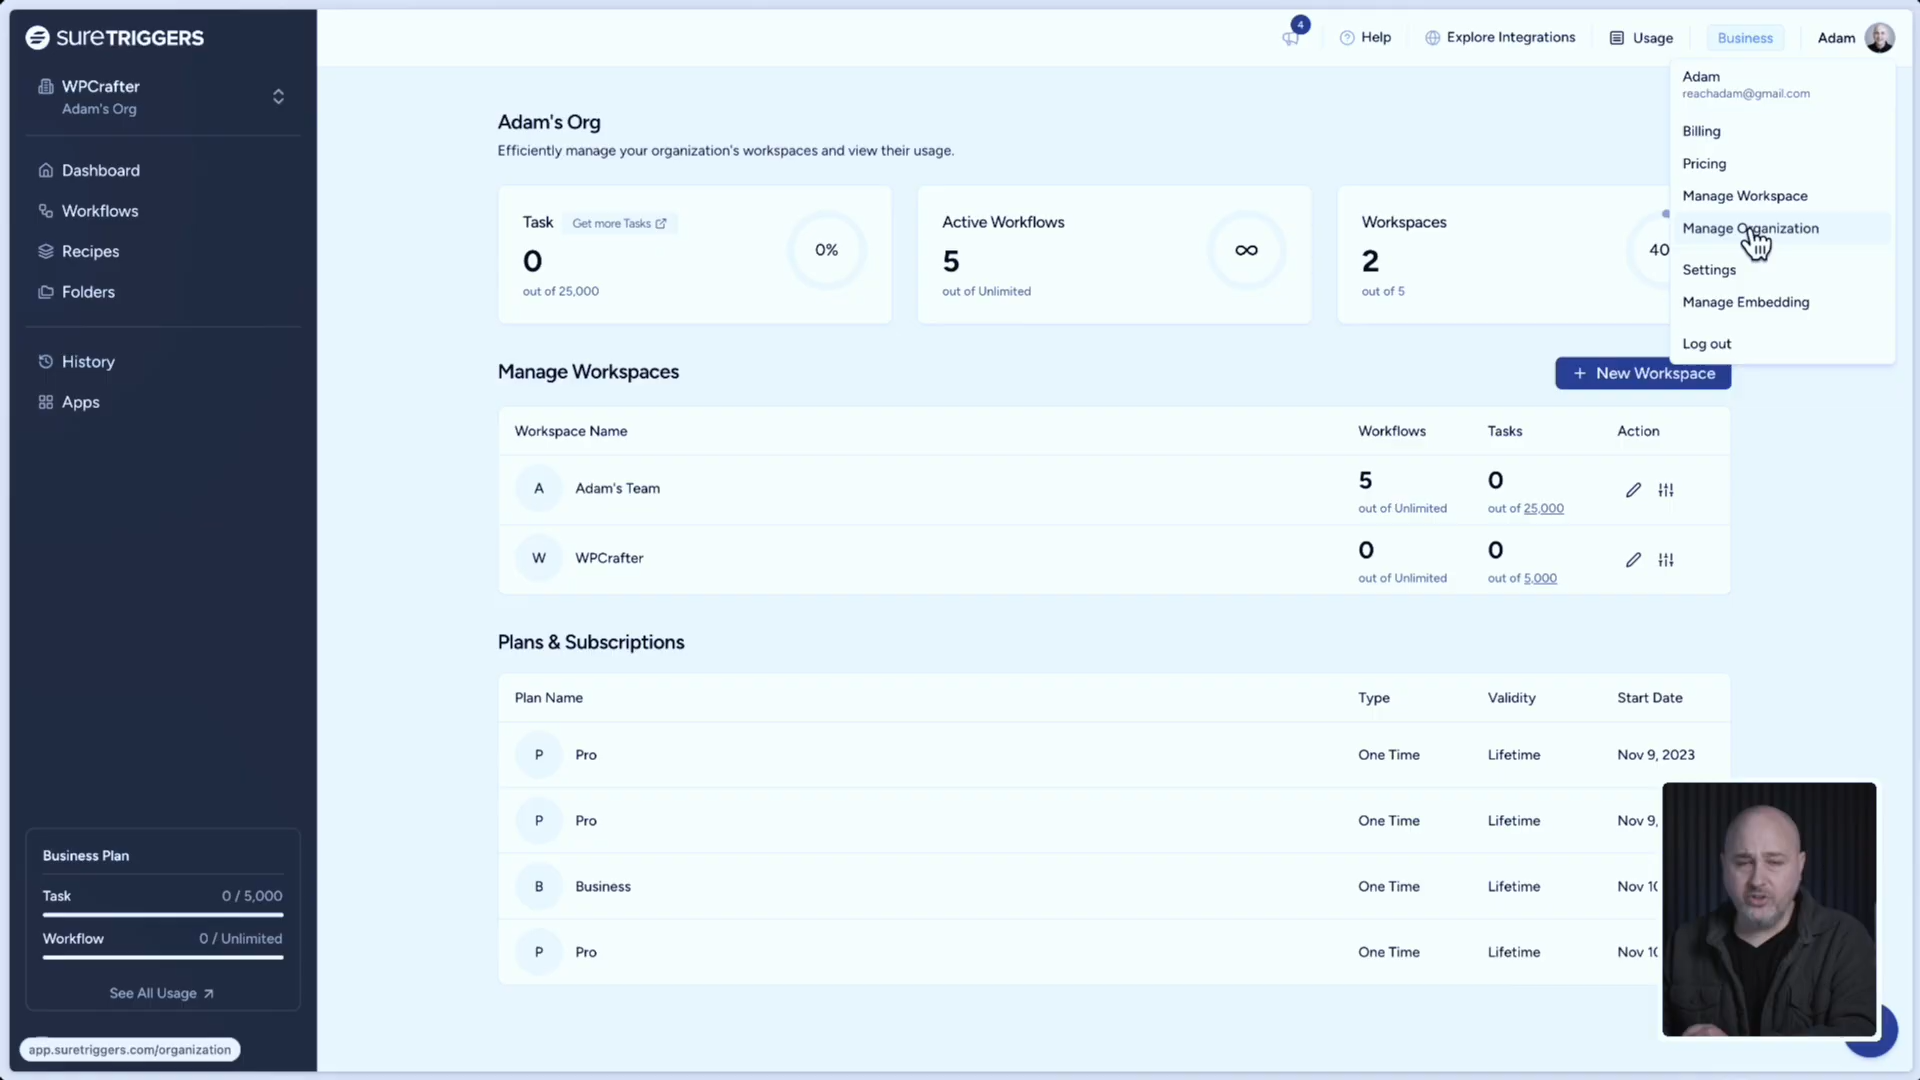 sureTRIGGERS
WPCrafter
Adam's Org
Dashboard
Workflows
Recipes
Folders
History
Apps
Business Plan
Task 0 / 5,000
Workflow 0 / Unlimited
See All Usage
app.suretriggers.com/organization
4
Help
Explore Integrations
Usage
Business
Adam
Adam
reachadam@gmail.com
Billing
Pricing
Manage Workspace
Manage Organization
Settings
Manage Embedding
Log out
Adam's Org
Efficiently manage your organization's workspaces and view their usage.
Task Get more Tasks
0
out of 25,000
0%
Active Workflows
5
out of Unlimited
∞
Workspaces
2
out of 5
40
Manage Workspaces
+ New Workspace
Workspace Name Workflows Tasks Action
A Adam's Team 5 0
out of Unlimited out of 25,000
W WPCrafter 0 0
out of Unlimited out of 5,000
Plans & Subscriptions
Plan Name Type Validity Start Date
P Pro One Time Lifetime Nov 9, 2023
P Pro One Time Lifetime Nov 9,
B Business One Time Lifetime Nov 10
P Pro One Time Lifetime Nov 10